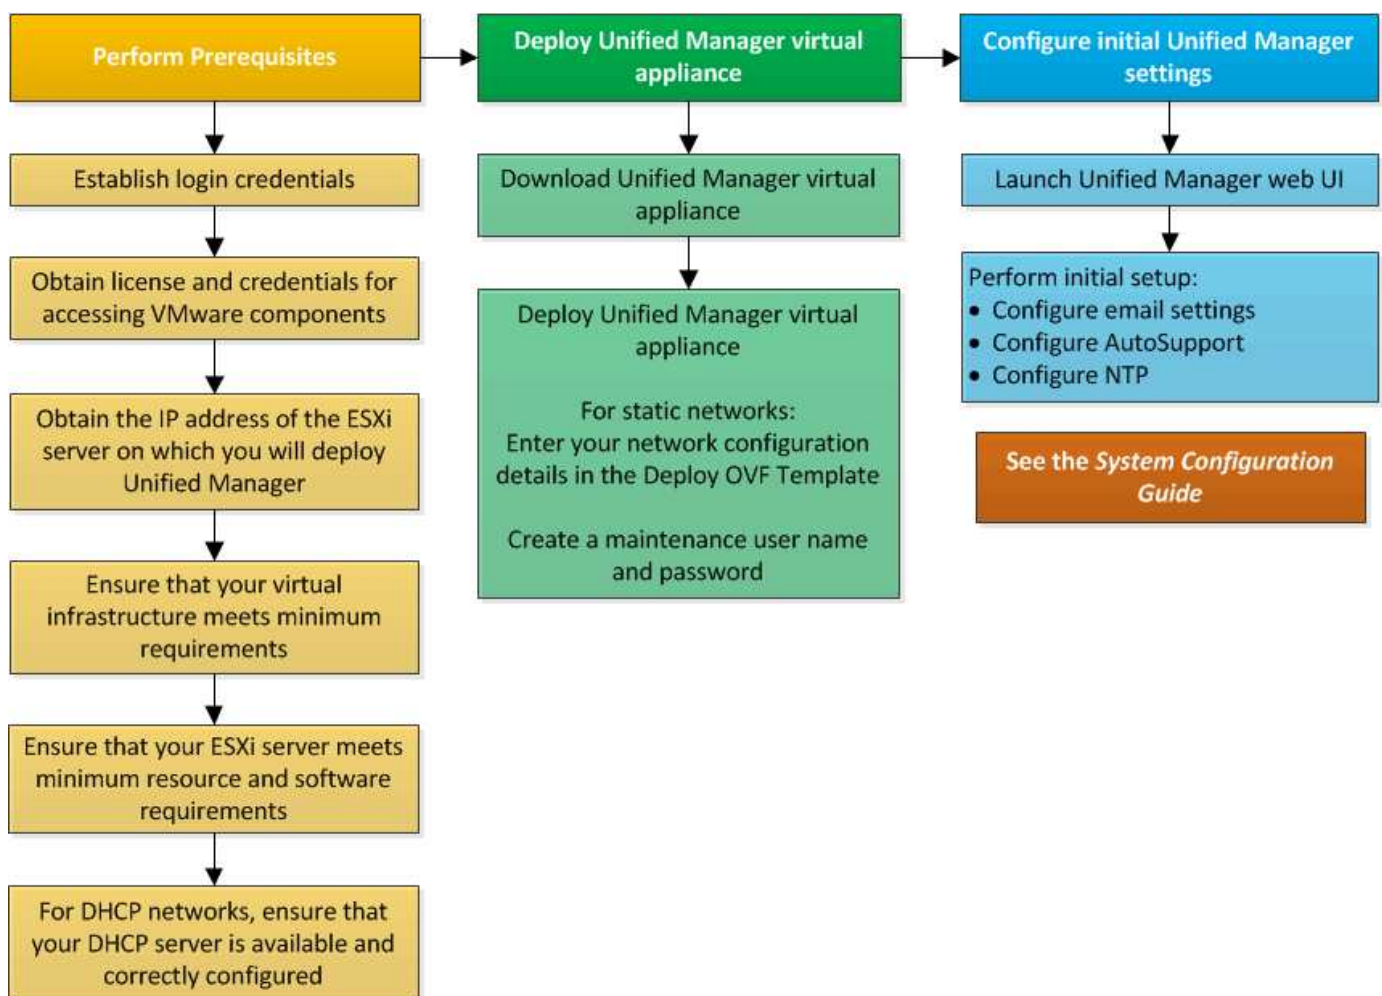 Perform Prerequisites
Establish login credentials
Obtain license and credentials for
accessing VMware components
Obtain the IP address of the ESXi
server on which you will deploy
Unified Manager
Ensure that your virtual
infrastructure meets minimum
requirements
Ensure that your ESXi server meets
minimum resource and software
requirements
For DHCP networks, ensure that
your DHCP server is available and
correctly configured
Deploy Unified Manager virtual
appliance
Download Unified Manager virtual
appliance
Deploy Unified Manager virtual
appliance
For static networks:
Enter your network configuration
details in the Deploy OVF Template
Create a maintenance user name
and password
Configure initial Unified Manager
settings
Launch Unified Manager web UI
Perform initial setup:
• Configure email settings
• Configure AutoSupport
• Configure NTP
See the System Configuration
Guide